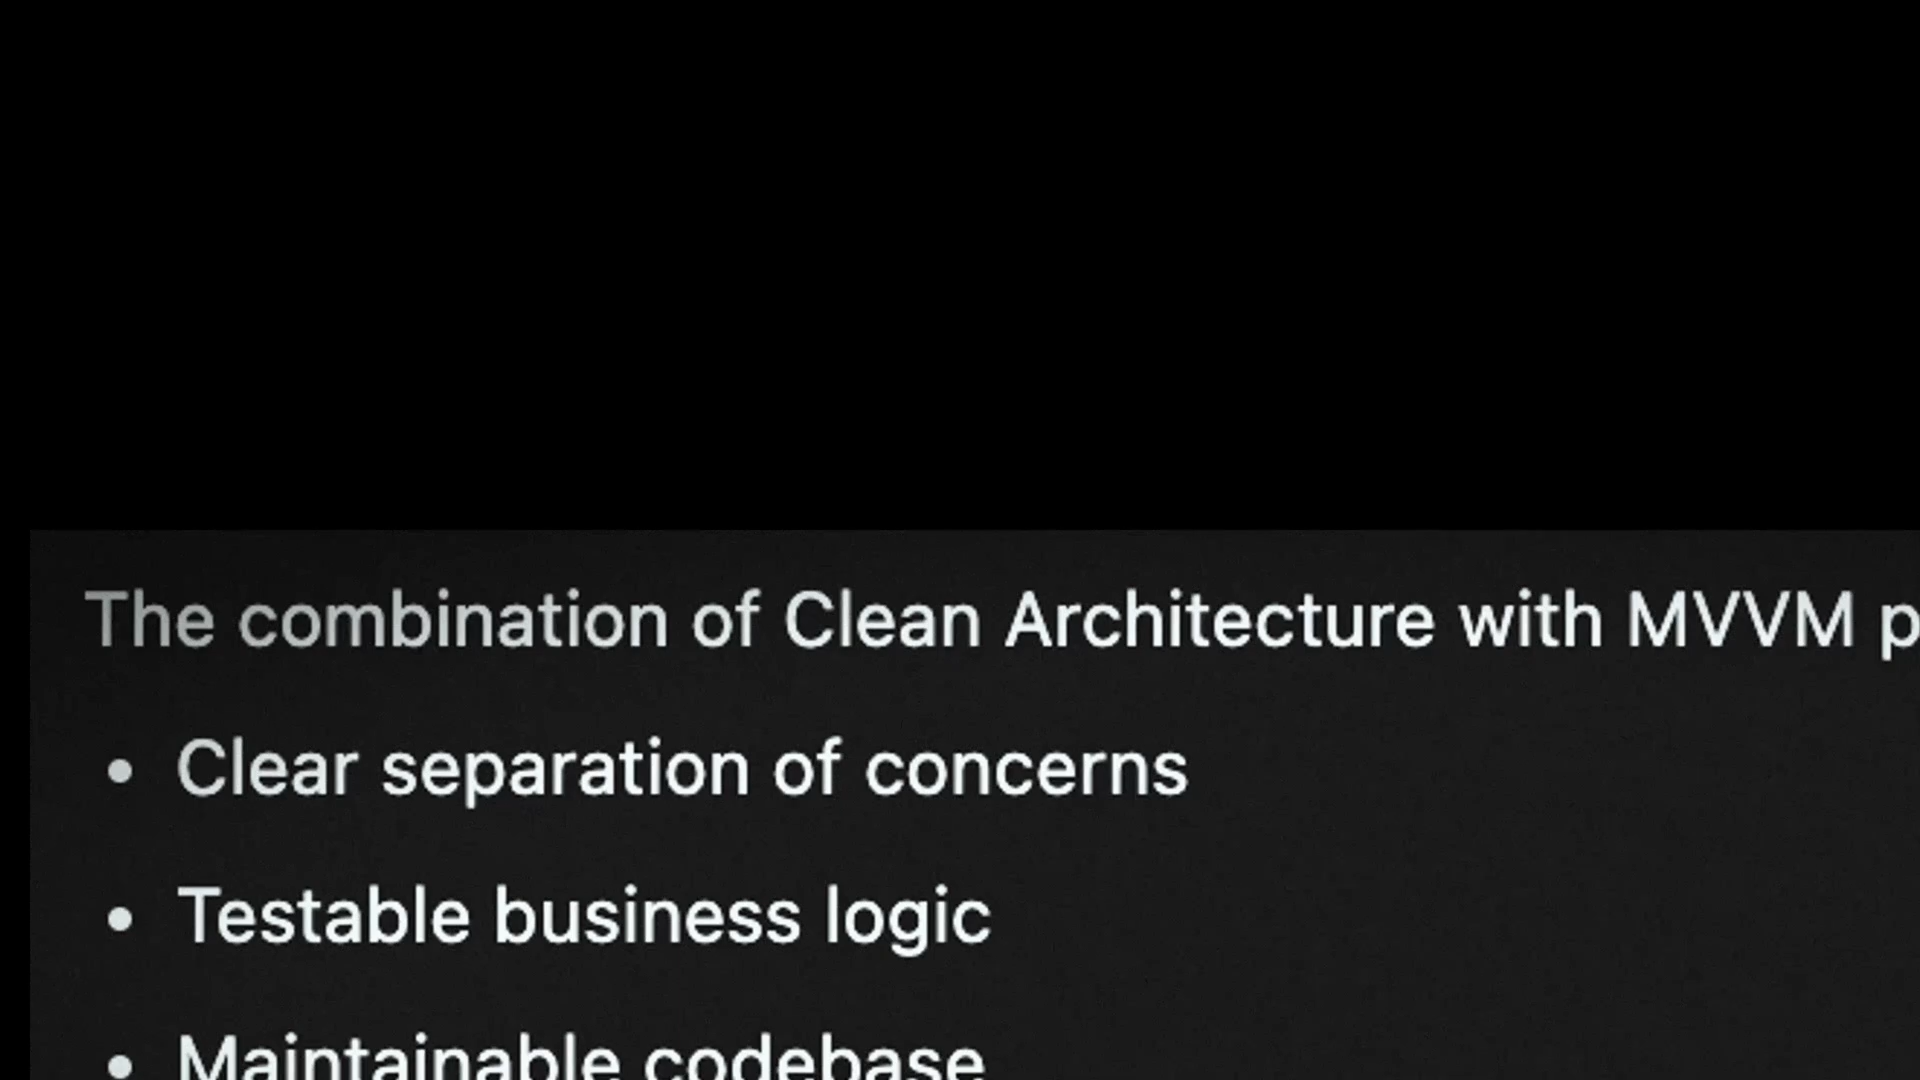 The combination of Clean Architecture with MVVM p
• Clear separation of concerns
• Testable business logic
• Maintainable codebase